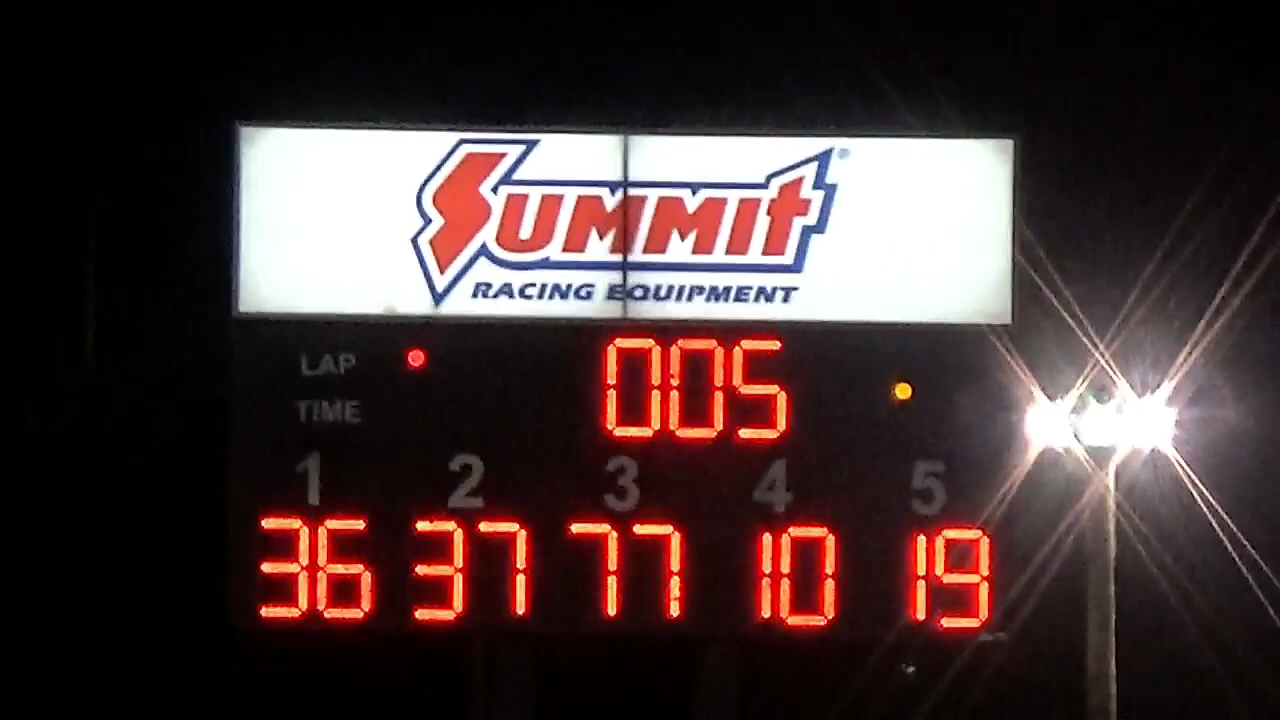 SUMMIT®
RACING EQUIPMENT
LAP 005
TIME
1 2 3 4 5
36 37 77 10 19